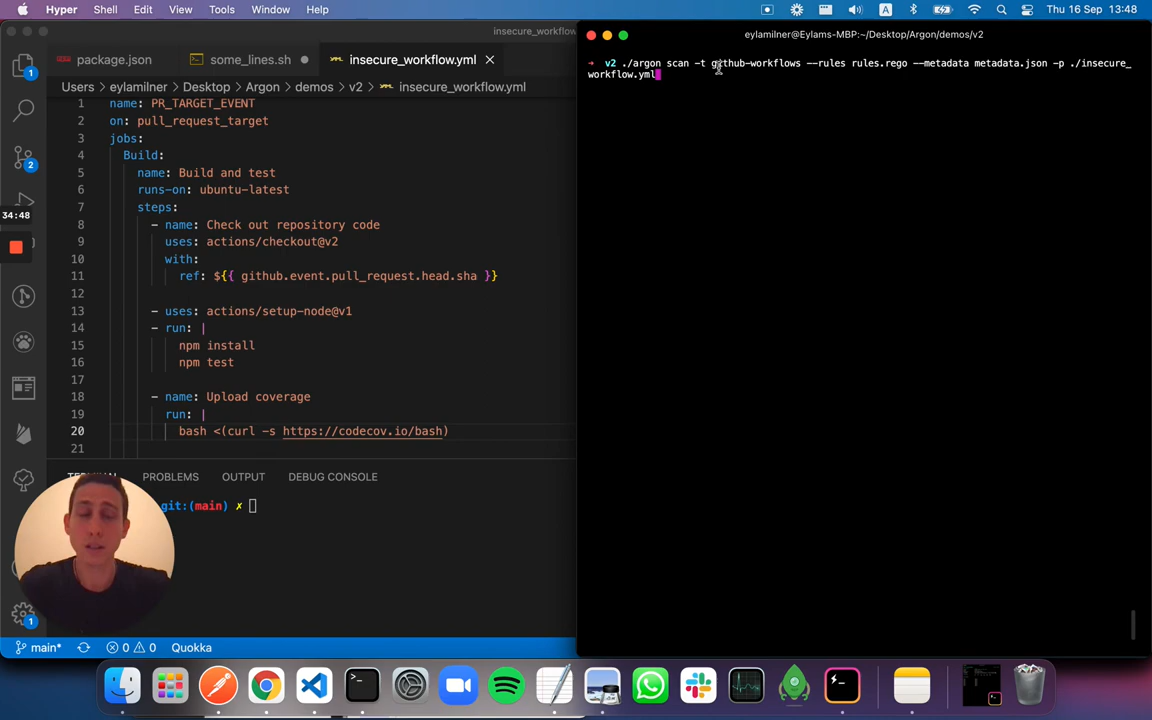 Hyper Shell Edit View Tools Window Help
A
Thu 16 Sep 13:48
insecure_workflow
package.json
some_lines.sh
insecure_workflow.yml
Users > eylamilner > Desktop > Argon > demos > v2 > insecure_workflow.yml
1 name: PR_TARGET_EVENT
2 on: pull_request_target
3 jobs:
4 Build:
5 name: Build and test
6 runs-on: ubuntu-latest
7 steps:
8 - name: Check out repository code
9 uses: actions/checkout@v2
10 with:
11 ref: ${{ github.event.pull_request.head.sha }}
12
13 - uses: actions/setup-node@v1
14 - run: |
15 npm install
16 npm test
17
18 - name: Upload coverage
19 run: |
20 bash <(curl -s https://codecov.io/bash)
21
1
2
34:48
1
PROBLEMS OUTPUT DEBUG CONSOLE
git:(main) ✗
main* 0 0 Quokka
eylamilner@Eylams-MBP:~/Desktop/Argon/demos/v2
➜ v2 ./argon scan -t github-workflows --rules rules.rego --metadata metadata.json -p ./insecure_
workflow.yml